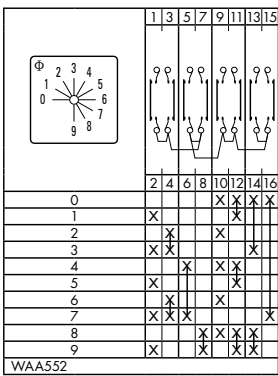 1 3 5 7 9 11 13 15
Φ
2 3 4
1 5
0 6
7
9 8
2 4 6 8 10 12 14 16
0 X X X X
1 X X
2 X X
3 X X X
4 X X X
5 X X
6 X X
7 X X X X
8 X X X X
9 X X X X
WAA552